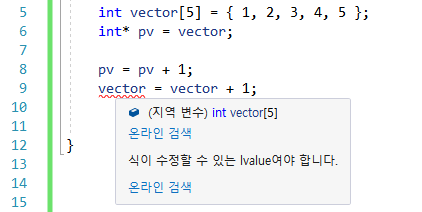 5 int vector[5] = { 1, 2, 3, 4, 5 };
6 int* pv = vector;
7
8 pv = pv + 1;
9 vector = vector + 1;
10 (지역 변수) int vector[5]
11 온라인 검색
12 } 식이 수정할 수 있는 lvalue여야 합니다.
13
14 온라인 검색
15